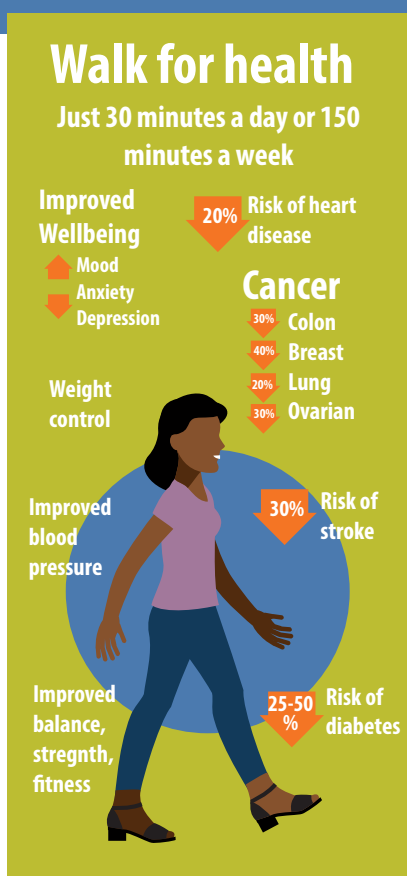 Walk for health
Just 30 minutes a day or 150
minutes a week
Improved
Wellbeing
Mood
Anxiety
Depression
20%
Risk of heart
disease
Cancer
30% Colon
40% Breast
20% Lung
30% Ovarian
Weight
control
Improved
blood
pressure
30%
Risk of
stroke
Improved
balance,
stregnth,
fitness
25-50
%
Risk of
diabetes